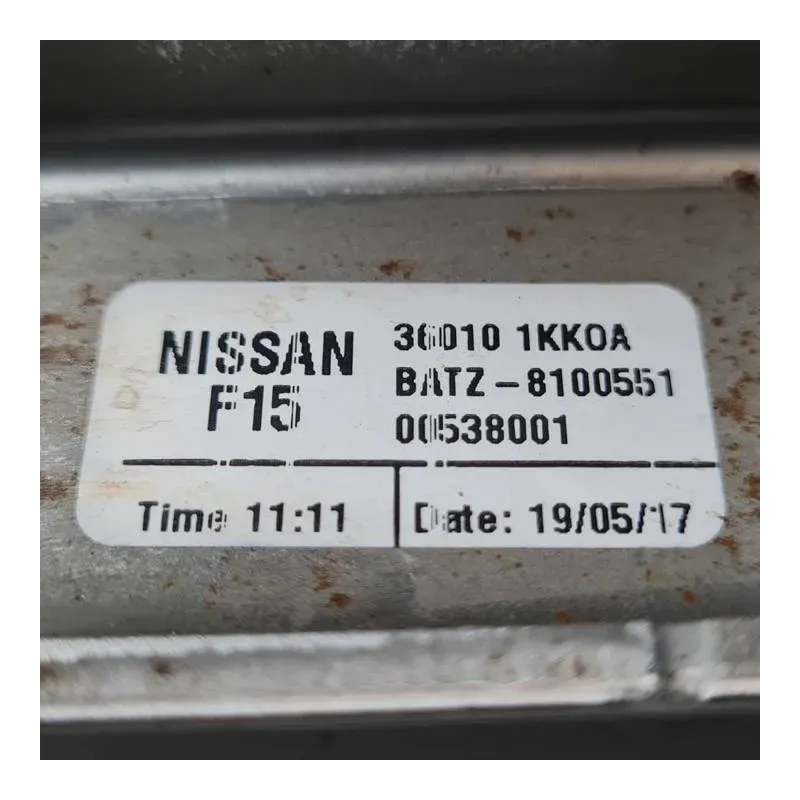 NISSAN
F15
36010 1KK0A
BATZ-8100551
00538001
Time 11:11
Date: 19/05/17